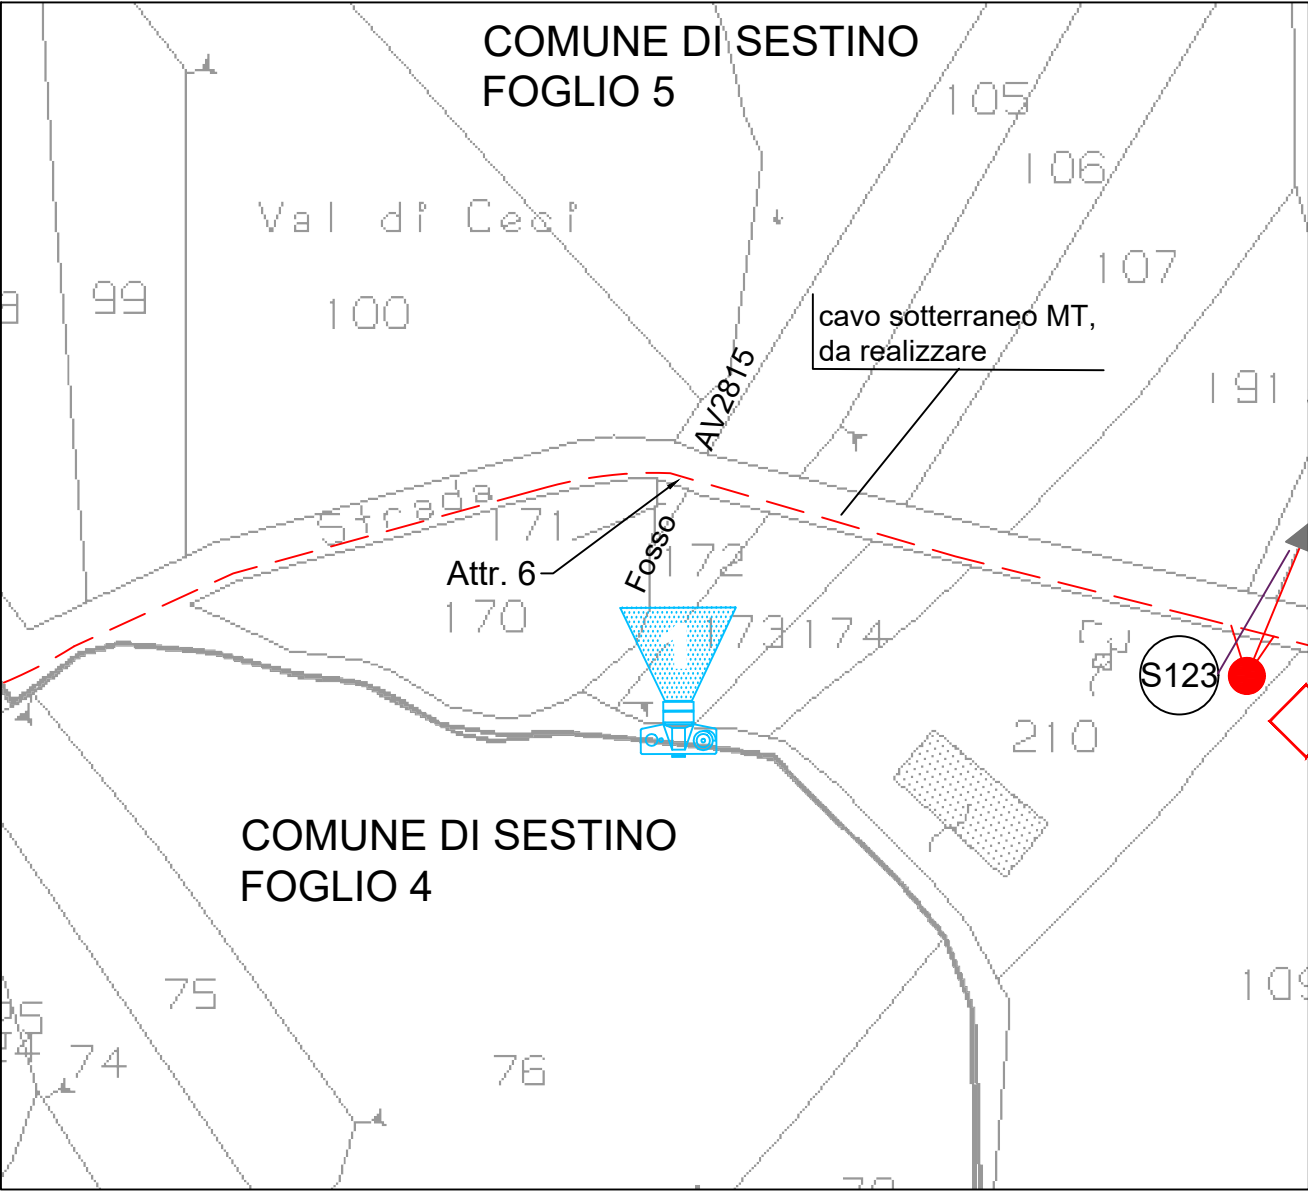 COMUNE DI SESTINO
FOGLIO 5
105
106
Val di Ceci
107
99
100
cavo sotterraneo MT,
da realizzare
AV2815
191
Strada
171
Fosso
172
Attr. 6
170
1
173
174
S123
210
COMUNE DI SESTINO
FOGLIO 4
75
109
74
76